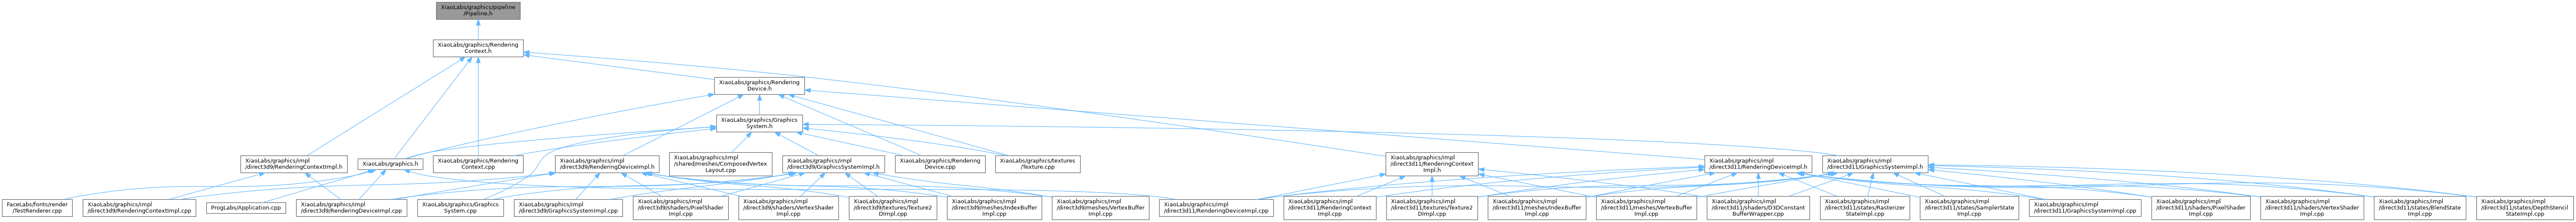 XiaoLabs/graphics/pipeline
/Pipeline.h
XiaoLabs/graphics/Rendering
Context.h
XiaoLabs/graphics/Rendering
Device.h
XiaoLabs/graphics/Graphics
System.h
XiaoLabs/graphics/impl
/direct3d9/RenderingContextImpl.h
XiaoLabs/graphics.h
XiaoLabs/graphics/Rendering
Context.cpp
XiaoLabs/graphics/impl
/direct3d9/RenderingDeviceImpl.h
XiaoLabs/graphics/impl
/shared/meshes/ComposedVertex
Layout.cpp
XiaoLabs/graphics/impl
/direct3d9/GraphicsSystemImpl.h
XiaoLabs/graphics/Rendering
Device.cpp
XiaoLabs/graphics/textures
/Texture.cpp
XiaoLabs/graphics/impl
/direct3d11/RenderingContext
Impl.h
XiaoLabs/graphics/impl
/direct3d11/RenderingDeviceImpl.h
XiaoLabs/graphics/impl
/direct3d11/GraphicsSystemImpl.h
FaceLabs/fonts/render
/TestRenderer.cpp
XiaoLabs/graphics/impl
/direct3d9/RenderingContextImpl.cpp
ProgLabs/Application.cpp
XiaoLabs/graphics/impl
/direct3d9/RenderingDeviceImpl.cpp
XiaoLabs/graphics/Graphics
System.cpp
XiaoLabs/graphics/impl
/direct3d9/GraphicsSystemImpl.cpp
XiaoLabs/graphics/impl
/direct3d9/shaders/PixelShader
Impl.cpp
XiaoLabs/graphics/impl
/direct3d9/shaders/VertexShader
Impl.cpp
XiaoLabs/graphics/impl
/direct3d9/textures/Texture2
DImpl.cpp
XiaoLabs/graphics/impl
/direct3d9/meshes/IndexBuffer
Impl.cpp
XiaoLabs/graphics/impl
/direct3d9/meshes/VertexBuffer
Impl.cpp
XiaoLabs/graphics/impl
/direct3d11/RenderingDeviceImpl.cpp
XiaoLabs/graphics/impl
/direct3d11/RenderingContext
Impl.cpp
XiaoLabs/graphics/impl
/direct3d11/textures/Texture2
DImpl.cpp
XiaoLabs/graphics/impl
/direct3d11/meshes/IndexBuffer
Impl.cpp
XiaoLabs/graphics/impl
/direct3d11/meshes/VertexBuffer
Impl.cpp
XiaoLabs/graphics/impl
/direct3d11/shaders/D3DConstant
BufferWrapper.cpp
XiaoLabs/graphics/impl
/direct3d11/states/Rasterizer
StateImpl.cpp
XiaoLabs/graphics/impl
/direct3d11/states/SamplerState
Impl.cpp
XiaoLabs/graphics/impl
/direct3d11/GraphicsSystemImpl.cpp
XiaoLabs/graphics/impl
/direct3d11/shaders/PixelShader
Impl.cpp
XiaoLabs/graphics/impl
/direct3d11/shaders/VertexShader
Impl.cpp
XiaoLabs/graphics/impl
/direct3d11/states/BlendState
Impl.cpp
XiaoLabs/graphics/impl
/direct3d11/states/DepthStencil
StateImpl.cpp